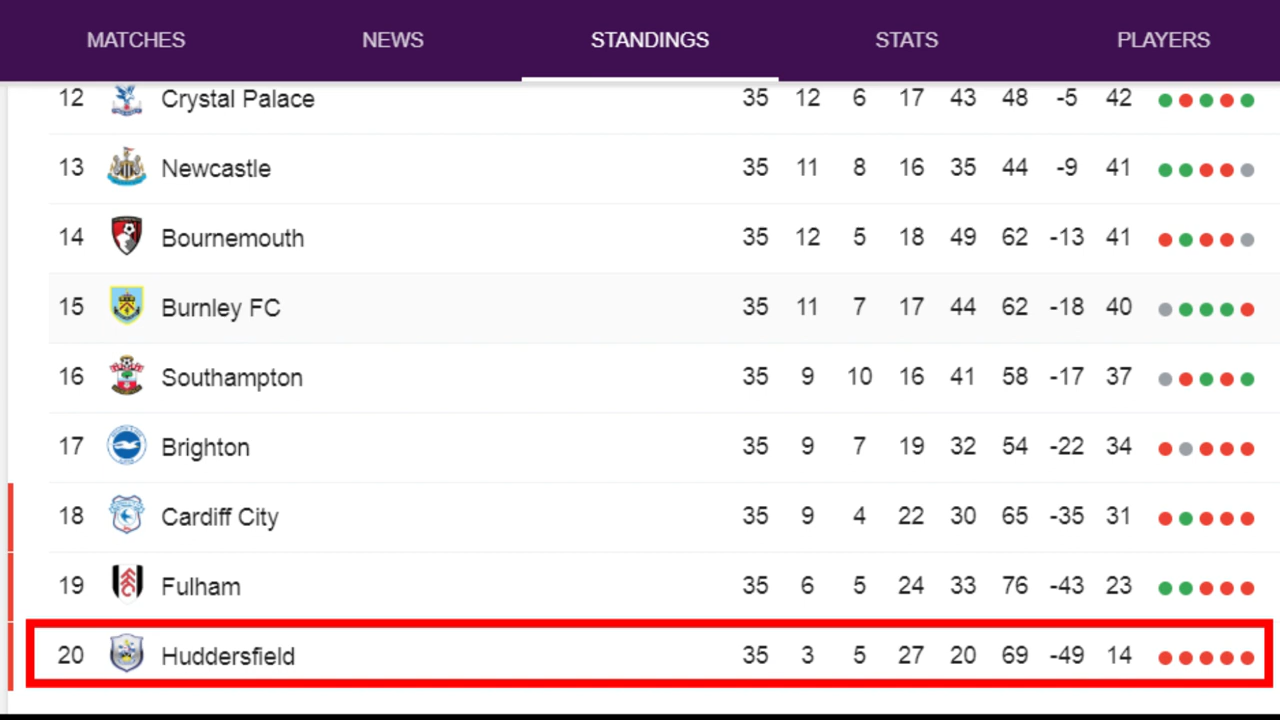 MATCHES NEWS STANDINGS STATS PLAYERS
12 Crystal Palace 35 12 6 17 43 48 -5 42
13 Newcastle 35 11 8 16 35 44 -9 41
14 Bournemouth 35 12 5 18 49 62 -13 41
15 Burnley FC 35 11 7 17 44 62 -18 40
16 Southampton 35 9 10 16 41 58 -17 37
17 Brighton 35 9 7 19 32 54 -22 34
18 Cardiff City 35 9 4 22 30 65 -35 31
19 Fulham 35 6 5 24 33 76 -43 23
20 Huddersfield 35 3 5 27 20 69 -49 14